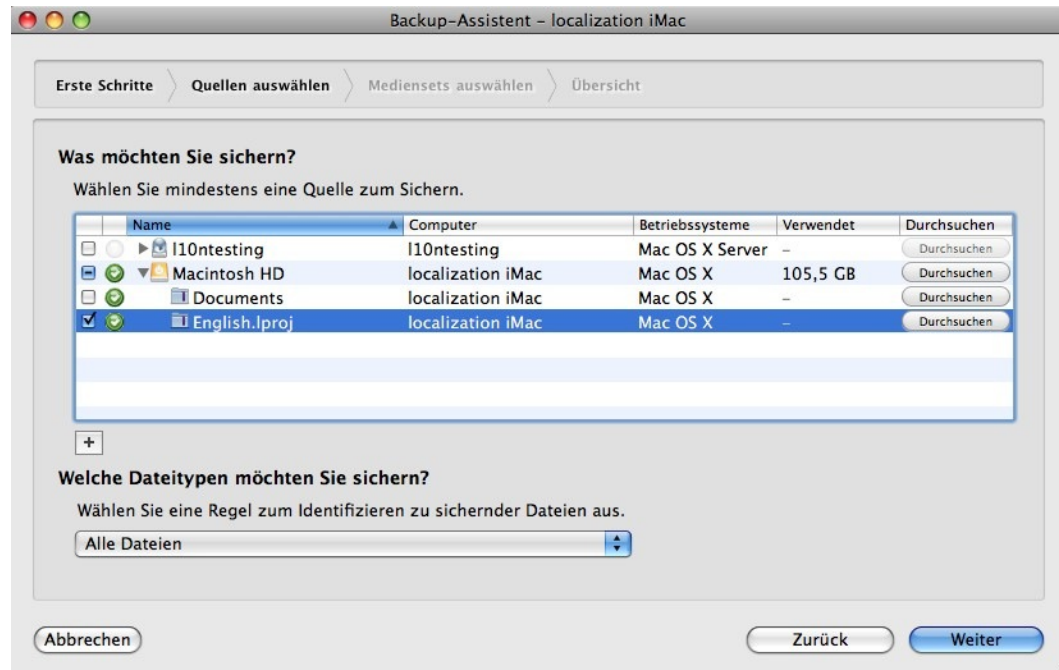 Backup-Assistent – localization iMac
Erste Schritte Quellen auswählen Mediensets auswählen Übersicht
Was möchten Sie sichern?
Wählen Sie mindestens eine Quelle zum Sichern.
Name Computer Betriebssysteme Verwendet Durchsuchen
l10ntesting l10ntesting Mac OS X Server – Durchsuchen
Macintosh HD localization iMac Mac OS X 105,5 GB Durchsuchen
Documents localization iMac Mac OS X – Durchsuchen
English.lproj localization iMac Mac OS X – Durchsuchen
+
Welche Dateitypen möchten Sie sichern?
Wählen Sie eine Regel zum Identifizieren zu sichernder Dateien aus.
Alle Dateien
Abbrechen Zurück Weiter